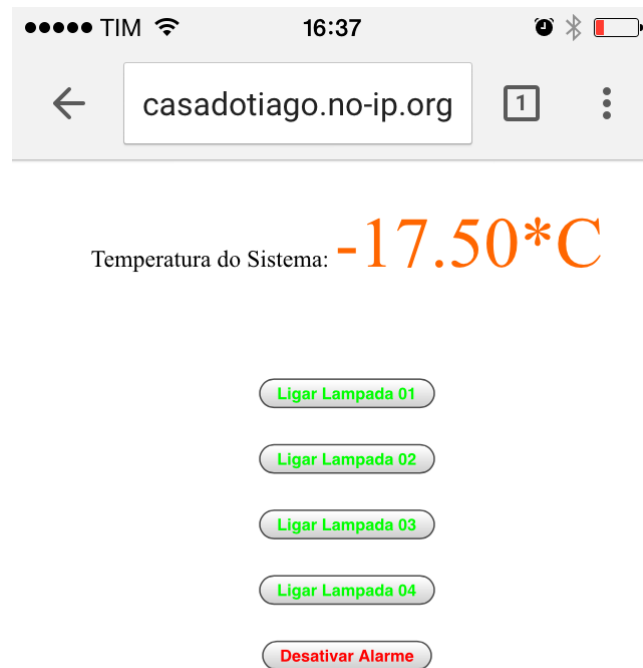 TIM 16:37
casadotiago.no-ip.org 1
Temperatura do Sistema: -17.50*C
Ligar Lampada 01
Ligar Lampada 02
Ligar Lampada 03
Ligar Lampada 04
Desativar Alarme